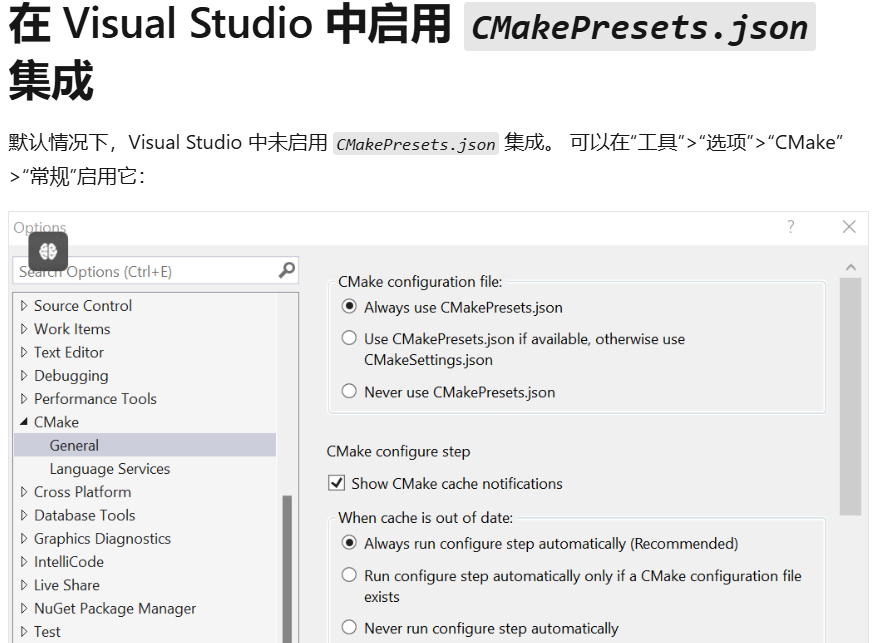 在 Visual Studio 中启用 CMakePresets.json
集成
默认情况下，Visual Studio 中未启用 CMakePresets.json 集成。 可以在“工具”>“选项”>“CMake”
>“常规”启用它：
Options
Search Options (Ctrl+E)
Source Control
Work Items
Text Editor
Debugging
Performance Tools
CMake
General
Language Services
Cross Platform
Database Tools
Graphics Diagnostics
IntelliCode
Live Share
NuGet Package Manager
Test
CMake configuration file:
Always use CMakePresets.json
Use CMakePresets.json if available, otherwise use
CMakeSettings.json
Never use CMakePresets.json
CMake configure step
Show CMake cache notifications
When cache is out of date:
Always run configure step automatically (Recommended)
Run configure step automatically only if a CMake configuration file
exists
Never run configure step automatically